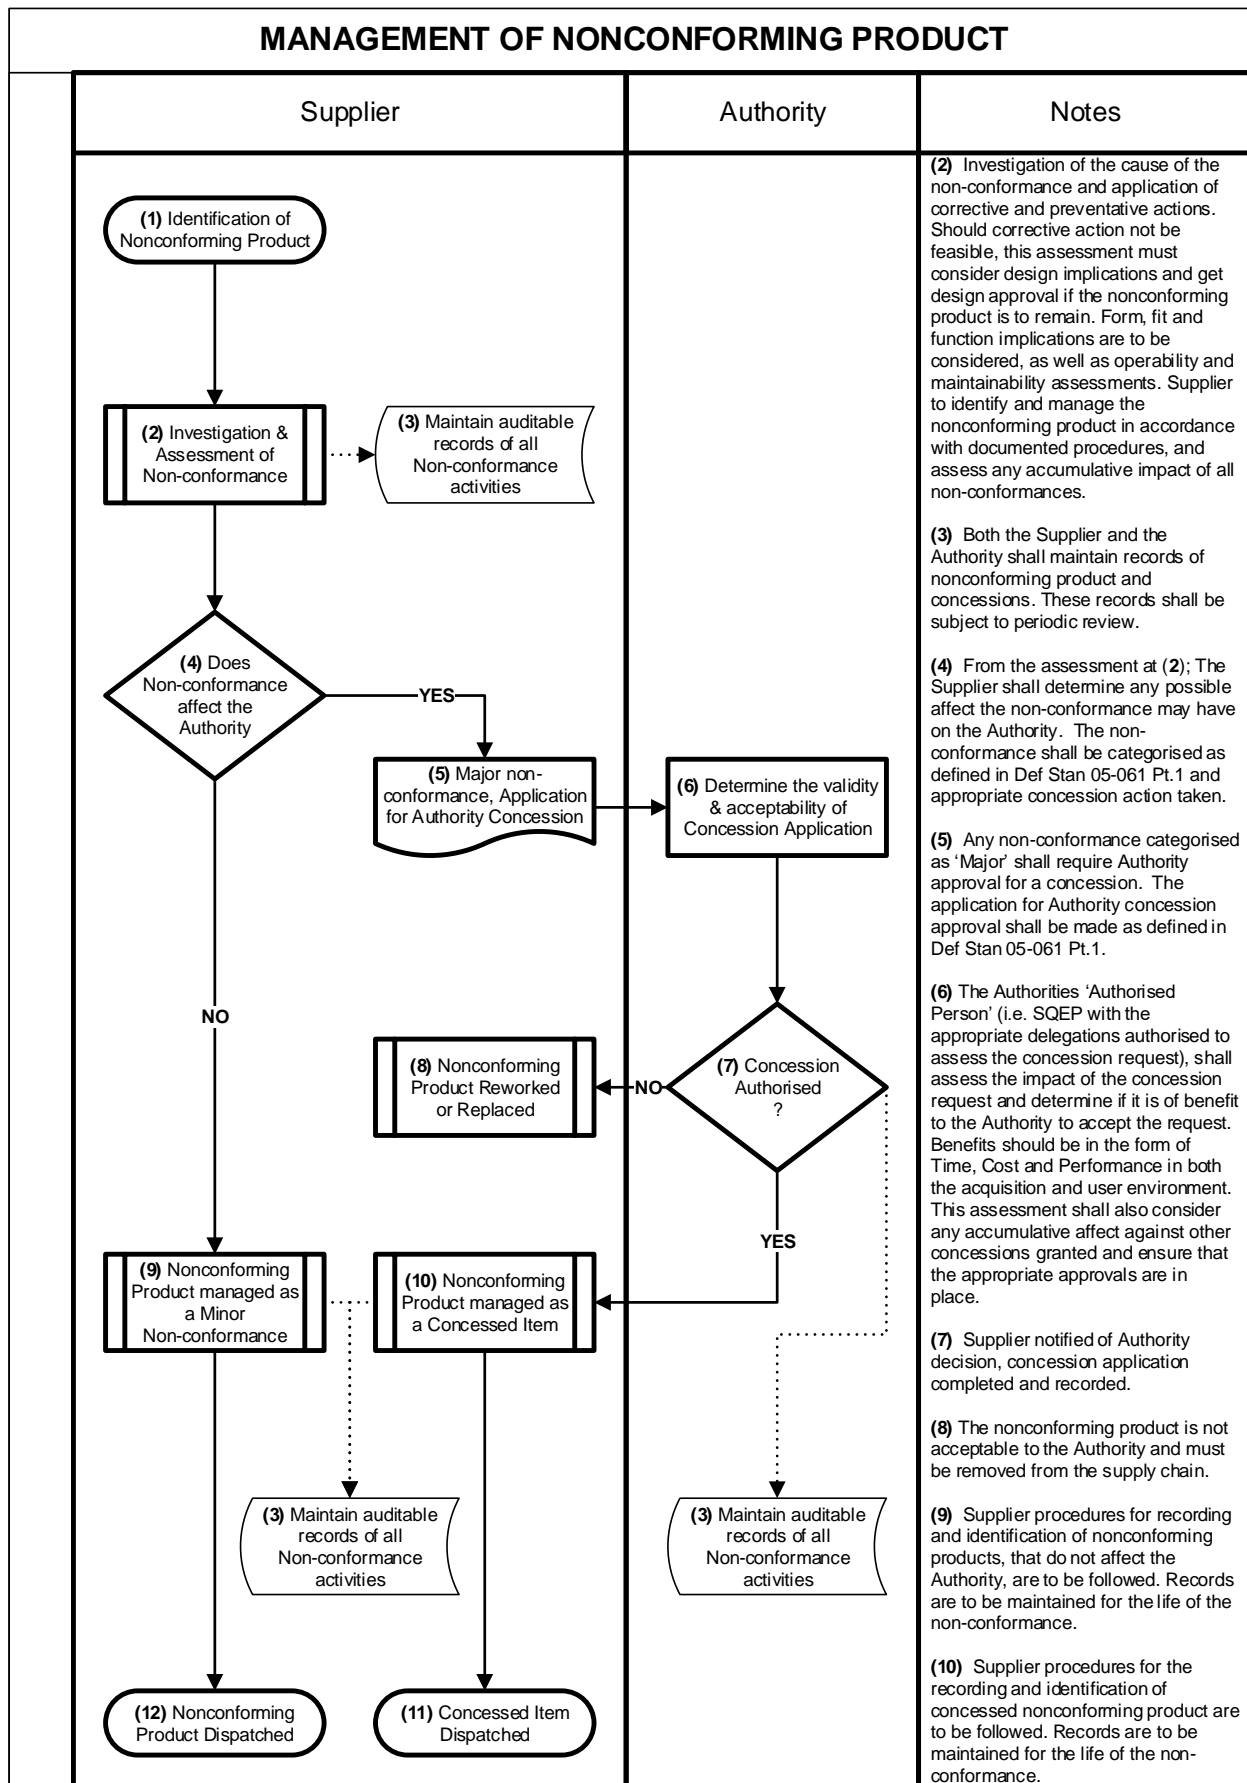 MANAGEMENT OF NONCONFORMING PRODUCT
Supplier
Authority
Notes
(1) Identification of
Nonconforming Product
(2) Investigation &
Assessment of
Non-conformance
(3) Maintain auditable
records of all
Non-conformance
activities
(4) Does
Non-conformance
affect the
Authority
YES
(5) Major non-
conformance, Application
for Authority Concession
(6) Determine the validity
& acceptability of
Concession Application
NO
(8) Nonconforming
Product Reworked
or Replaced
NO
(7) Concession
Authorised
?
YES
(9) Nonconforming
Product managed as
a Minor
Non-conformance
(10) Nonconforming
Product managed as
a Concessed Item
(3) Maintain auditable
records of all
Non-conformance
activities
(3) Maintain auditable
records of all
Non-conformance
activities
(12) Nonconforming
Product Dispatched
(11) Concessed Item
Dispatched
(2) Investigation of the cause of the
non-conformance and application of
corrective and preventative actions.
Should corrective action not be
feasible, this assessment must
consider design implications and get
design approval if the nonconforming
product is to remain. Form, fit and
function implications are to be
considered, as well as operability and
maintainability assessments. Supplier
to identify and manage the
nonconforming product in accordance
with documented procedures, and
assess any accumulative impact of all
non-conformances.
(3) Both the Supplier and the
Authority shall maintain records of
nonconforming product and
concessions. These records shall be
subject to periodic review.
(4) From the assessment at (2); The
Supplier shall determine any possible
affect the non-conformance may have
on the Authority. The non-
conformance shall be categorised as
defined in Def Stan 05-061 Pt.1 and
appropriate concession action taken.
(5) Any non-conformance categorised
as ‘Major’ shall require Authority
approval for a concession. The
application for Authority concession
approval shall be made as defined in
Def Stan 05-061 Pt.1.
(6) The Authorities ‘Authorised
Person’ (i.e. SQEP with the
appropriate delegations authorised to
assess the concession request), shall
assess the impact of the concession
request and determine if it is of benefit
to the Authority to accept the request.
Benefits should be in the form of
Time, Cost and Performance in both
the acquisition and user environment.
This assessment shall also consider
any accumulative affect against other
concessions granted and ensure that
the appropriate approvals are in
place.
(7) Supplier notified of Authority
decision, concession application
completed and recorded.
(8) The nonconforming product is not
acceptable to the Authority and must
be removed from the supply chain.
(9) Supplier procedures for recording
and identification of nonconforming
products, that do not affect the
Authority, are to be followed. Records
are to be maintained for the life of the
non-conformance.
(10) Supplier procedures for the
recording and identification of
concessed nonconforming product are
to be followed. Records are to be
maintained for the life of the non-
conformance.